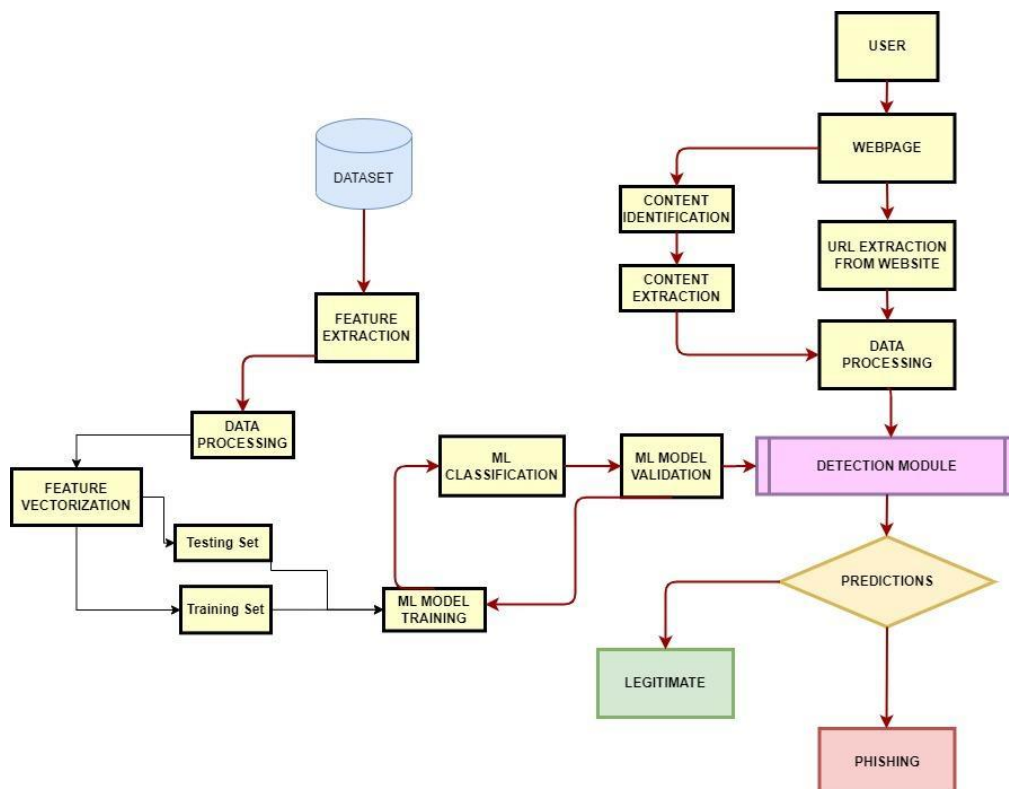 USER
DATASET
WEBPAGE
CONTENT
IDENTIFICATION
URL EXTRACTION
FROM WEBSITE
CONTENT
EXTRACTION
FEATURE
EXTRACTION
DATA
PROCESSING
DATA
PROCESSING
ML
CLASSIFICATION
ML MODEL
VALIDATION
DETECTION MODULE
FEATURE
VECTORIZATION
Testing Set
Training Set
ML MODEL
TRAINING
PREDICTIONS
LEGITIMATE
PHISHING